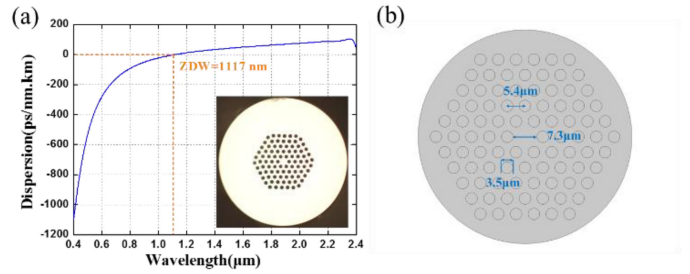 (a)
Dispersion(ps/nm.km)
200
0
-200
-400
-600
-800
-1000
-1200
ZDW=1117 nm
0.4
0.6
0.8
1.0
1.2
1.4
1.6
1.8
2.0
2.2
2.4
Wavelength(μm)
(b)
5.4μm
7.3μm
3.5μm